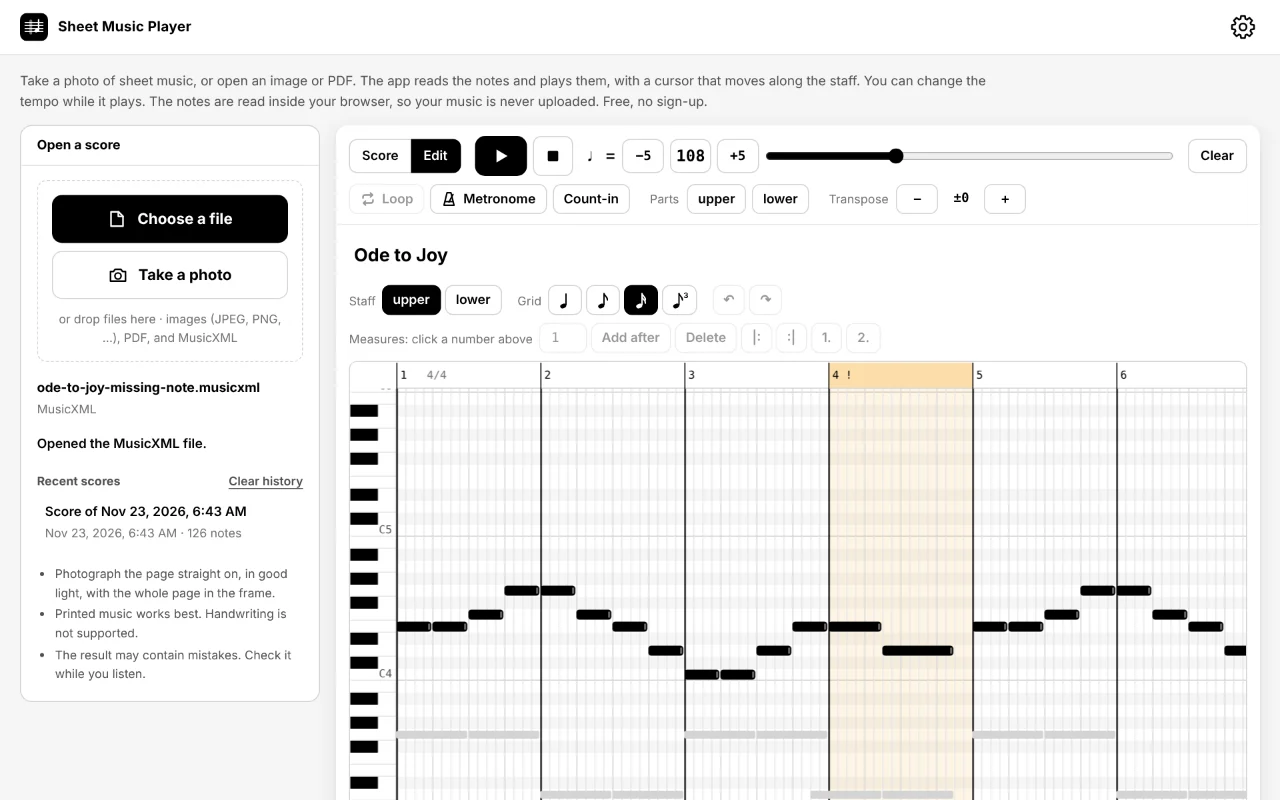 Sheet Music Player
Take a photo of sheet music, or open an image or PDF. The app reads the notes and plays them, with a cursor that moves along the staff. You can change the
tempo while it plays. The notes are read inside your browser, so your music is never uploaded. Free, no sign-up.
Open a score
Choose a file
Take a photo
or drop files here · images (JPEG, PNG,
...), PDF, and MusicXML
ode-to-joy-missing-note.musicxml
MusicXML
Opened the MusicXML file.
Recent scores Clear history
Score of Nov 23, 2026, 6:43 AM
Nov 23, 2026, 6:43 AM · 126 notes
• Photograph the page straight on, in good
light, with the whole page in the frame.
• Printed music works best. Handwriting is
not supported.
• The result may contain mistakes. Check it
while you listen.
Score Edit ♩ = −5 108 +5 Clear
Loop Metronome Count-in Parts upper lower Transpose − ±0 +
Ode to Joy
Staff upper lower Grid 3
Measures: click a number above 1 Add after Delete |: :| 1. 2.
1 4/4 2 3 4 ! 5 6
C5
C4